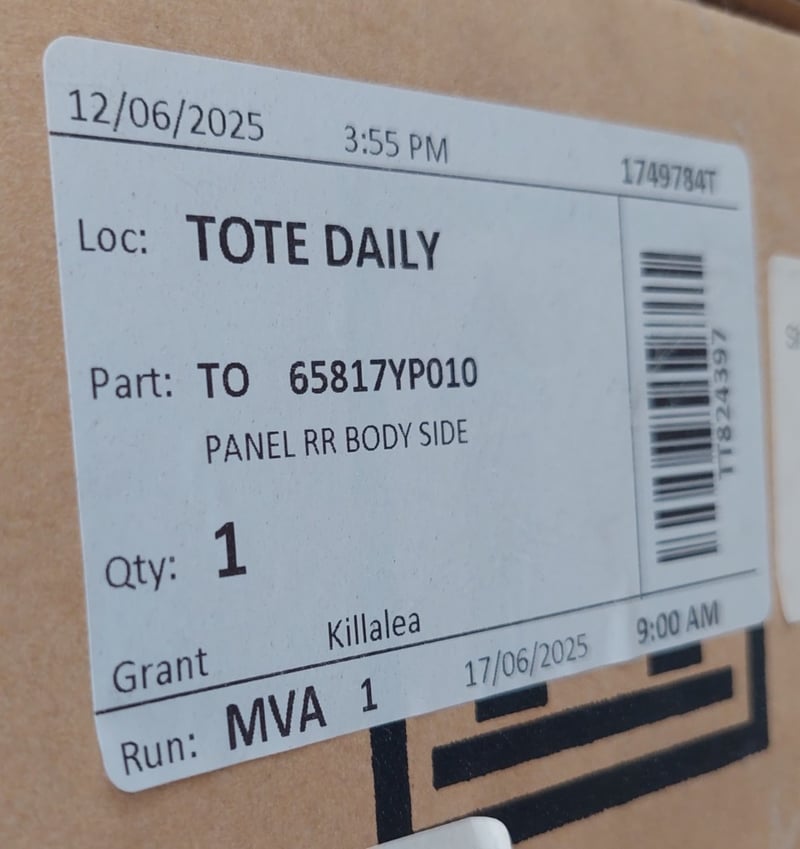 12/06/2025 3:55 PM 1749784T
Loc: TOTE DAILY
Part: TO 65817YP010
PANEL RR BODY SIDE
TT824397
Qty: 1
Grant Killalea
Run: MVA 1 17/06/2025 9:00 AM